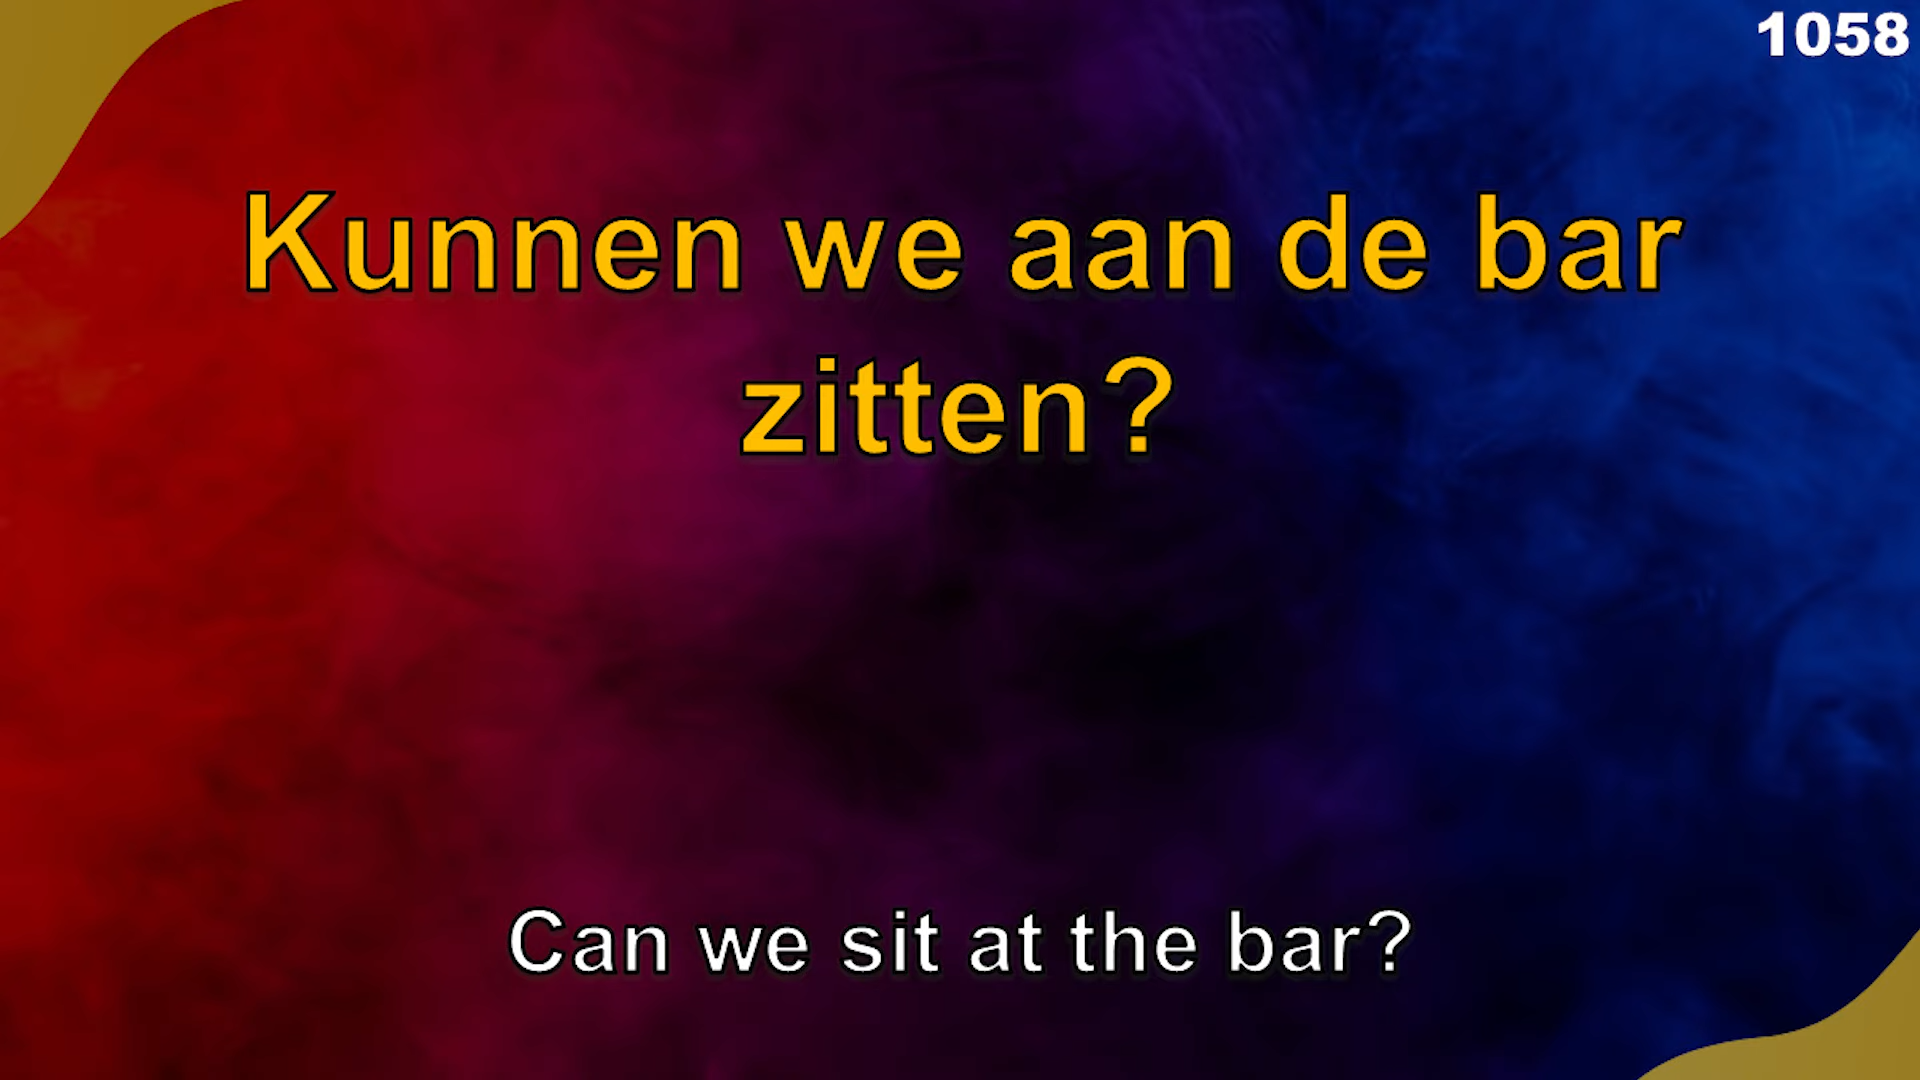 1058
Kunnen we aan de bar
zitten?
Can we sit at the bar?